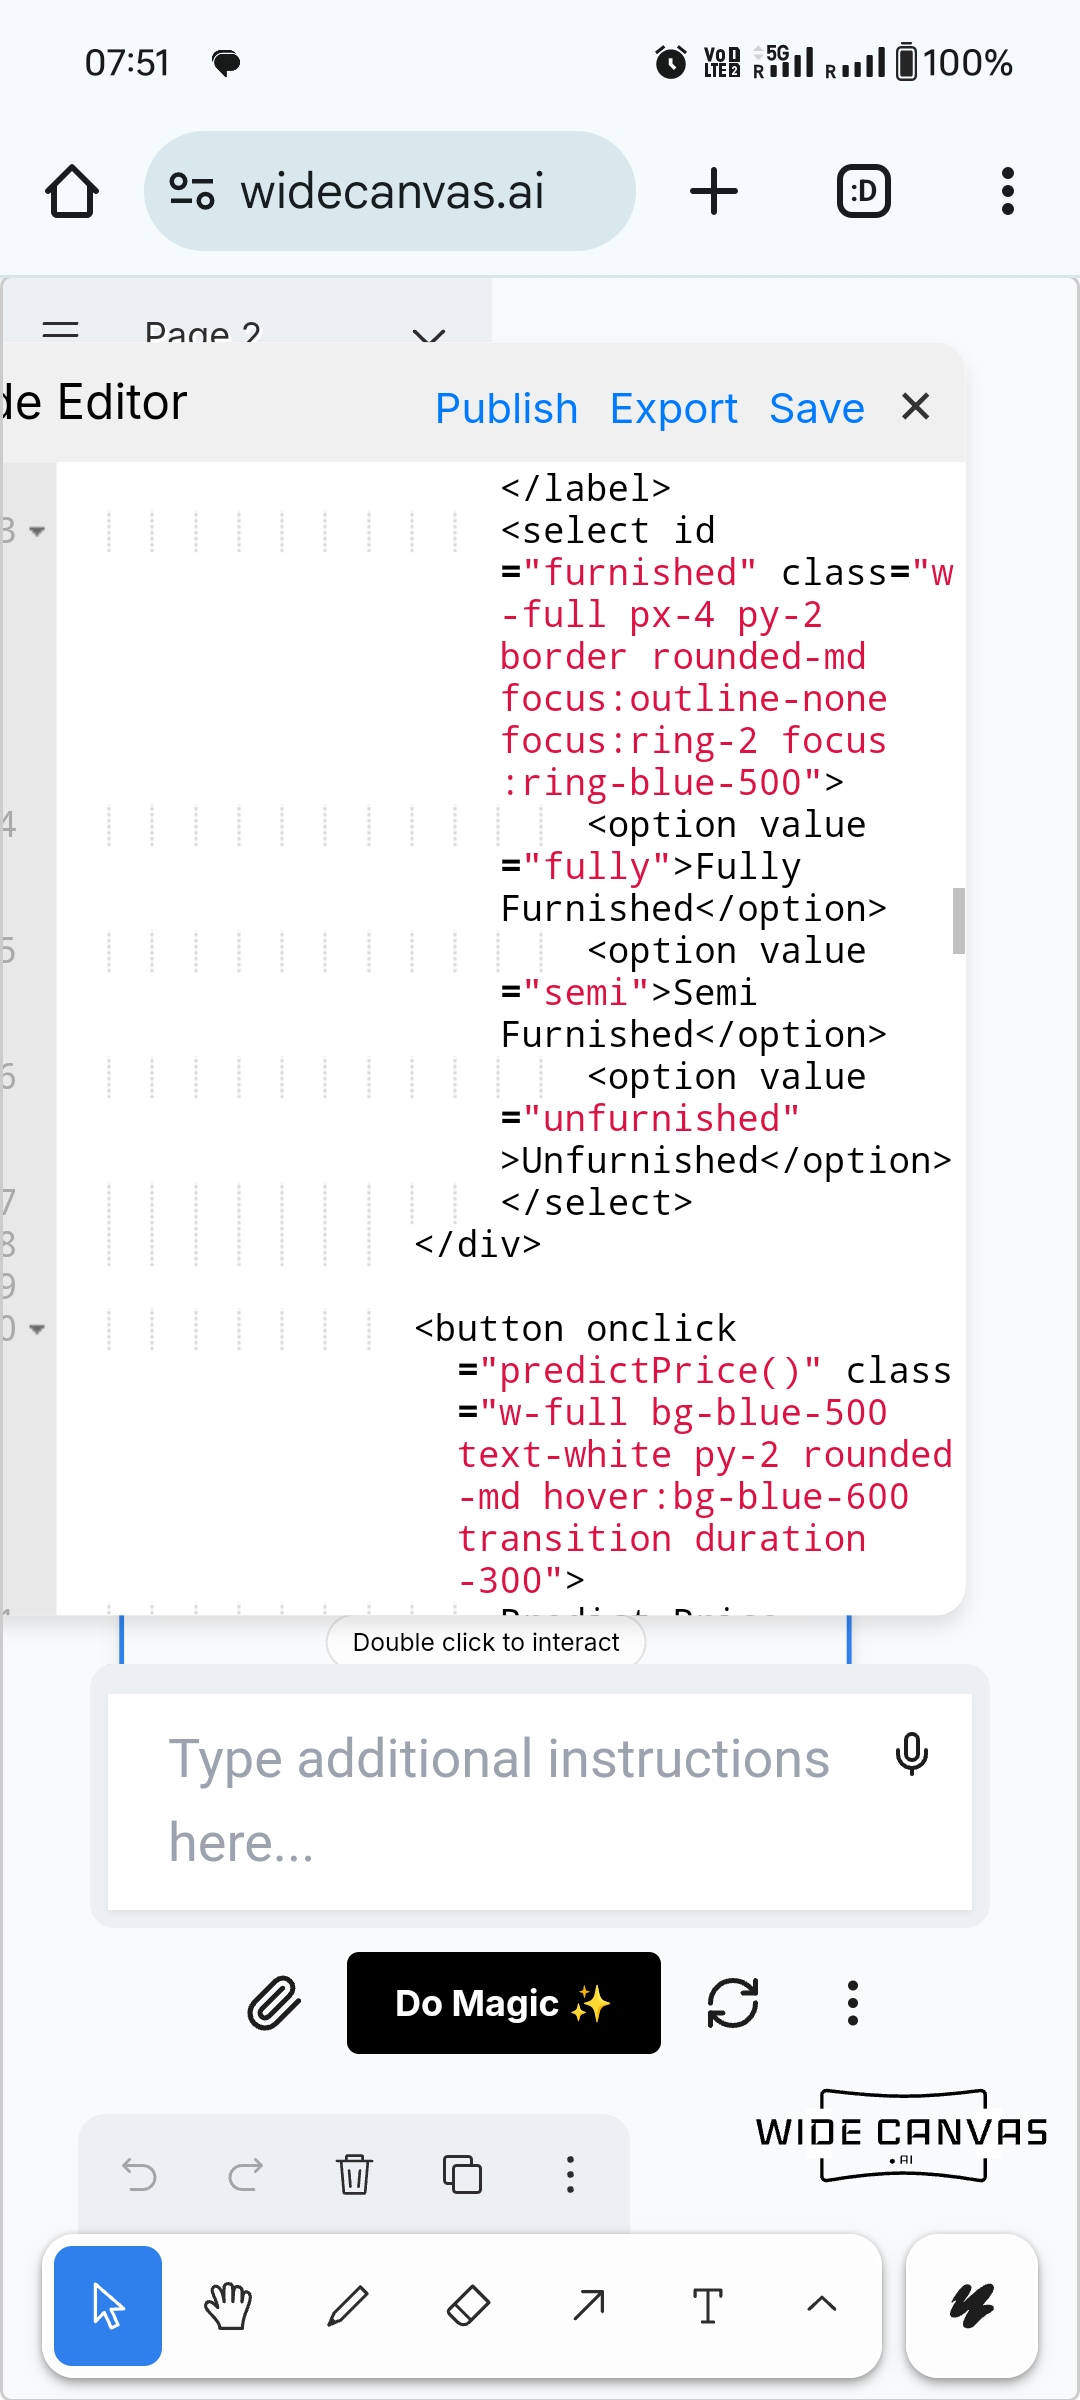 07:51 VoLTE 5G R R 100%
widecanvas.ai :D
Page 2
de Editor Publish Export Save ✕
</label>
3 <select id
="furnished" class="w
-full px-4 py-2
border rounded-md
focus:outline-none
focus:ring-2 focus
:ring-blue-500">
4 <option value
="fully">Fully
Furnished</option>
5 <option value
="semi">Semi
Furnished</option>
6 <option value
="unfurnished"
>Unfurnished</option>
7 </select>
8 </div>
9
0 <button onclick
="predictPrice()" class
="w-full bg-blue-500
text-white py-2 rounded
-md hover:bg-blue-600
transition duration
-300">
Predict Price
Double click to interact
Type additional instructions
here...
Do Magic ✨
WIDE CANVAS
.AI